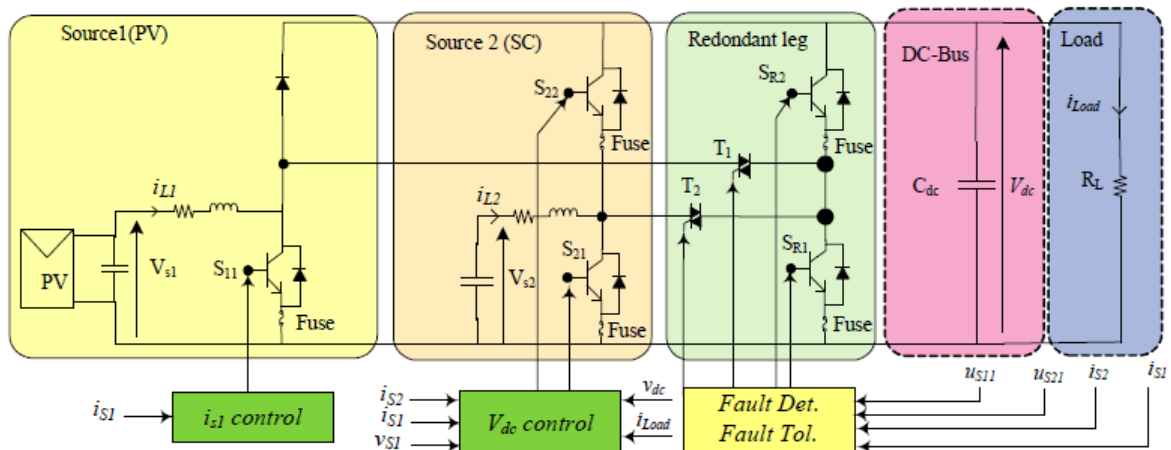 Source1(PV)
Source 2 (SC)
Redondant leg
DC-Bus
Load
S22
SR2
iLoad
Fuse
Fuse
T1
iL1
iL2
T2
Cdc
Vdc
RL
PV
Vs1
S11
Vs2
S21
SR1
Fuse
Fuse
Fuse
uS11
uS21
iS2
iS1
iS1
is1 control
iS2
iS1
vS1
Vdc control
vdc
iLoad
Fault Det.
Fault Tol.